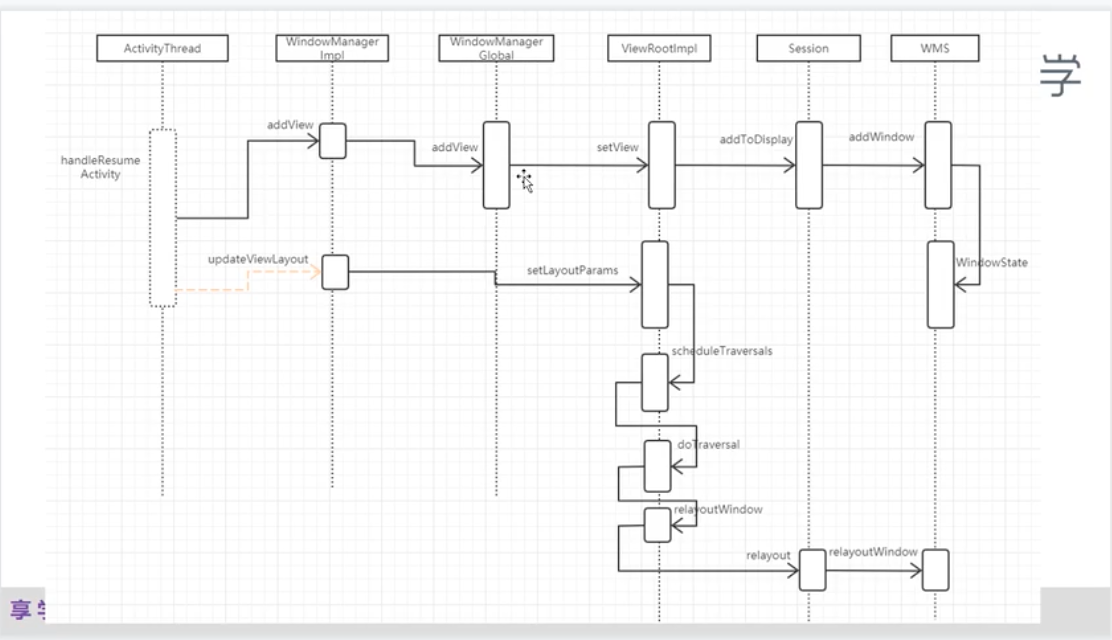 ActivityThread
WindowManager
Impl
WindowManager
Global
ViewRootImpl
Session
WMS
学
handleResume
Activity
addView
addView
setView
addToDisplay
addWindow
updateViewLayout
setLayoutParams
WindowState
scheduleTraversals
doTraversal
relayoutWindow
relayout
relayoutWindow
享